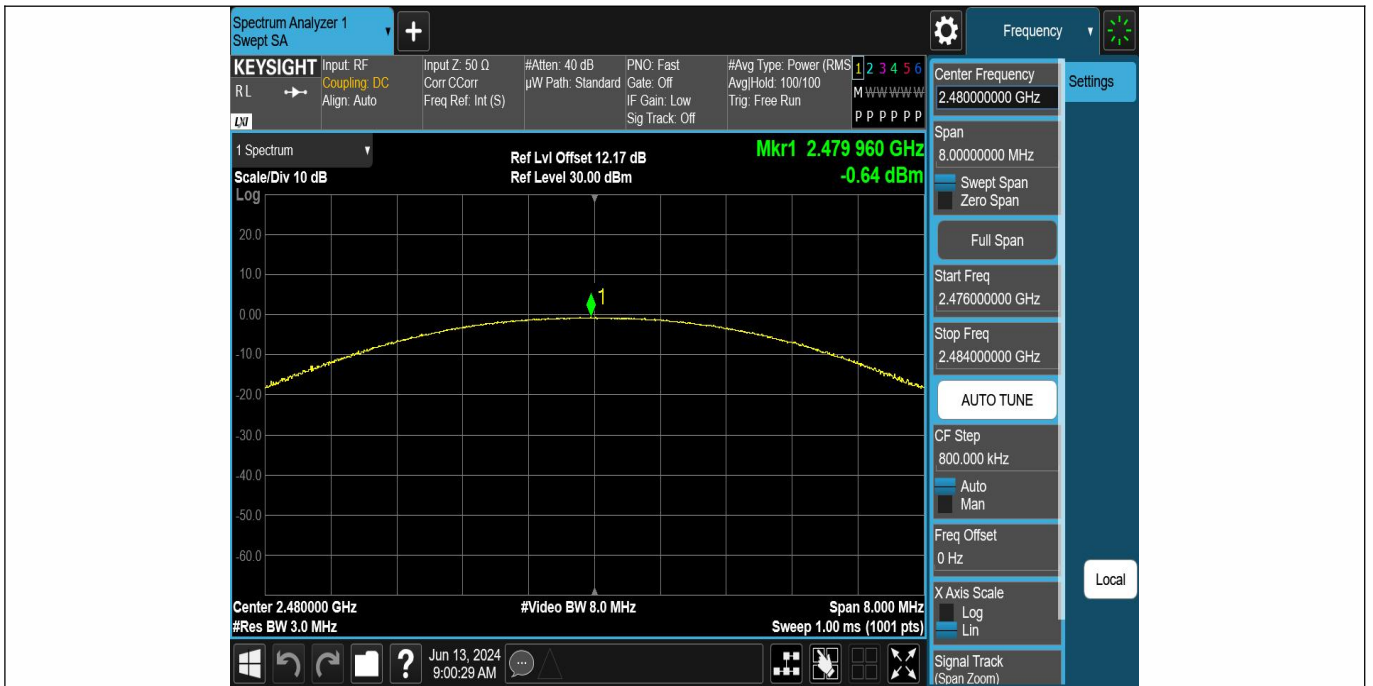 Spectrum Analyzer 1
Swept SA
+
Frequency
KEYSIGHT
RL
LXI
Input: RF
Coupling: DC
Align: Auto
Input Z: 50 Ω
Corr CCorr
Freq Ref: Int (S)
#Atten: 40 dB
µW Path: Standard
PNO: Fast
Gate: Off
IF Gain: Low
Sig Track: Off
#Avg Type: Power (RMS
Avg|Hold: 100/100
Trig: Free Run
1 2 3 4 5 6
M W W W W W
P P P P P P
1 Spectrum
Scale/Div 10 dB
Log
Ref Lvl Offset 12.17 dB
Ref Level 30.00 dBm
Mkr1 2.479 960 GHz
-0.64 dBm
20.0
10.0
0.00
-10.0
-20.0
-30.0
-40.0
-50.0
-60.0
1
Center 2.480000 GHz
#Res BW 3.0 MHz
#Video BW 8.0 MHz
Span 8.000 MHz
Sweep 1.00 ms (1001 pts)
Center Frequency
2.480000000 GHz
Settings
Span
8.00000000 MHz
Swept Span
Zero Span
Full Span
Start Freq
2.476000000 GHz
Stop Freq
2.484000000 GHz
AUTO TUNE
CF Step
800.000 kHz
Auto
Man
Freq Offset
0 Hz
X Axis Scale
Log
Lin
Local
Signal Track
(Span Zoom)
?
Jun 13, 2024
9:00:29 AM